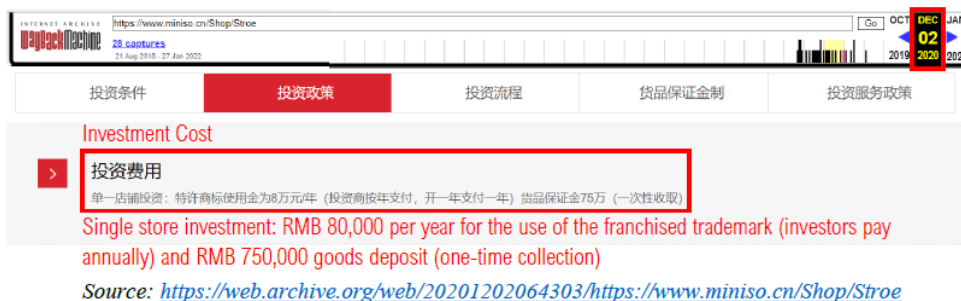 INTERNET ARCHIVE https://www.miniso.cn/Shop/Stroe Go OCT DEC JAN
WayBackMachine 28 captures 02
21 Aug 2018 - 27 Jan 2022 2019 2020 202
投资条件 投资政策 投资流程 货品保证金制 投资服务政策
Investment Cost
投资费用
单一店铺投资：特许商标使用金为8万元/年（投资商按年支付，开一年支付一年）货品保证金75万（一次性收取）
Single store investment: RMB 80,000 per year for the use of the franchised trademark (investors pay
annually) and RMB 750,000 goods deposit (one-time collection)
Source: https://web.archive.org/web/20201202064303/https://www.miniso.cn/Shop/Stroe